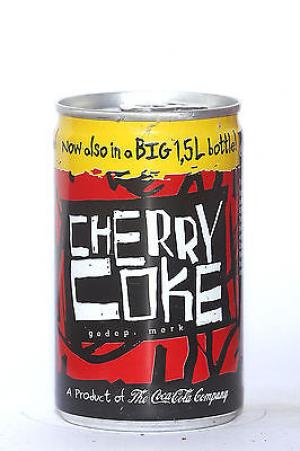 Now also in a BIG 1,5L bottle!
CHERRY
COKE
gedep. merk
A Product of The Coca-Cola Company